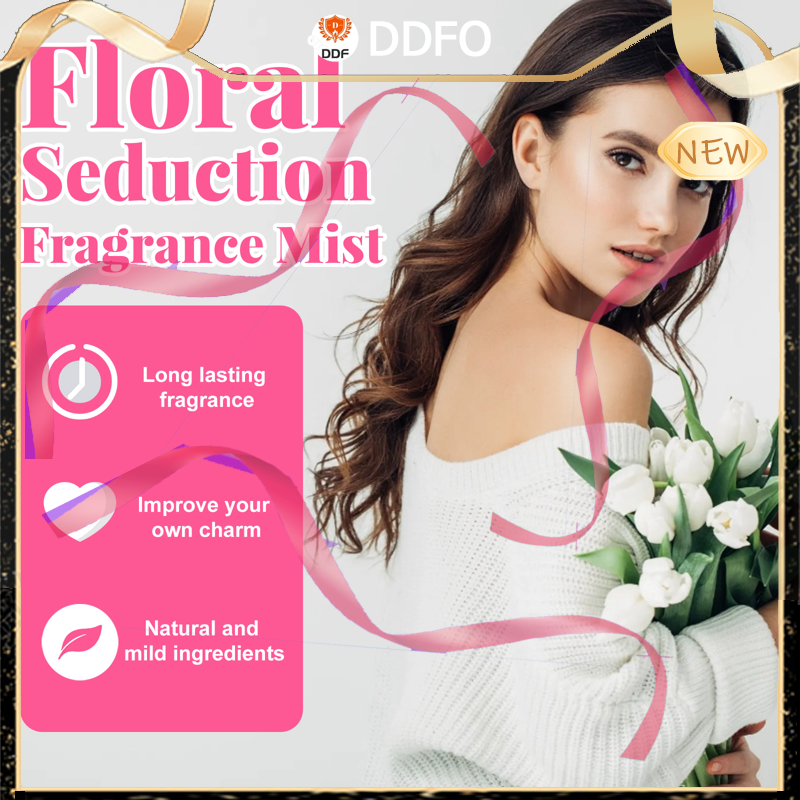 DDF
DDFO
Floral
Seduction
Fragrance Mist
NEW
Long lasting
fragrance
Improve your
own charm
Natural and
mild ingredients